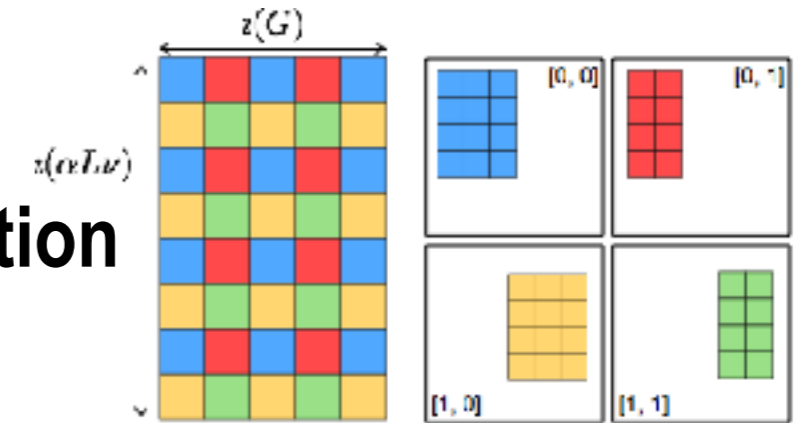 z(G)
[0, 0]
[0, 1]
tion
[1, 0]
[1, 1]